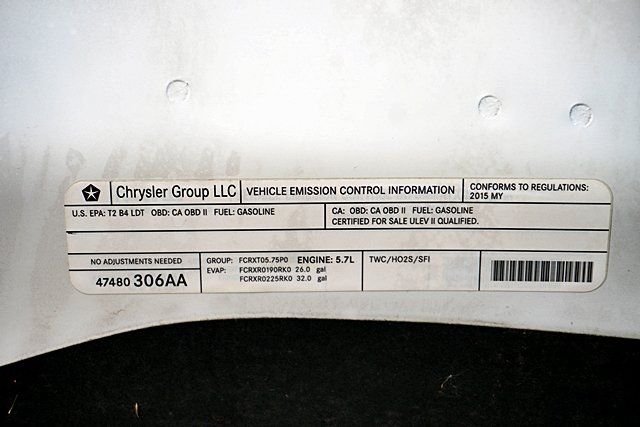 Chrysler Group LLC VEHICLE EMISSION CONTROL INFORMATION CONFORMS TO REGULATIONS:
2015 MY
U.S. EPA: T2 B4 LDT OBD: CA OBD II FUEL: GASOLINE
CA: OBD: CA OBD II FUEL: GASOLINE
CERTIFIED FOR SALE ULEV II QUALIFIED.
NO ADJUSTMENTS NEEDED
47480 306AA
GROUP: FCRXT05.75P0 ENGINE: 5.7L
EVAP: FCRXR0190RK0 26.0 gal
FCRXR0225RK0 32.0 gal
TWC/HO2S/SFI